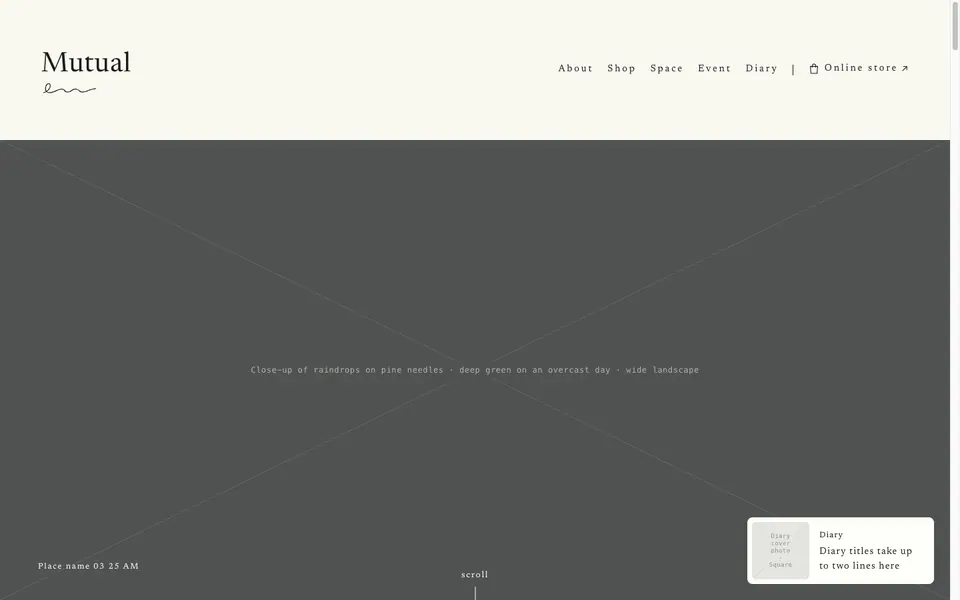 Mutual
About Shop Space Event Diary | Online store ↗
Close-up of raindrops on pine needles · deep green on an overcast day · wide landscape
Place name 03 25 AM
scroll
Diary
cover
photo
·
Square
Diary
Diary titles take up
to two lines here